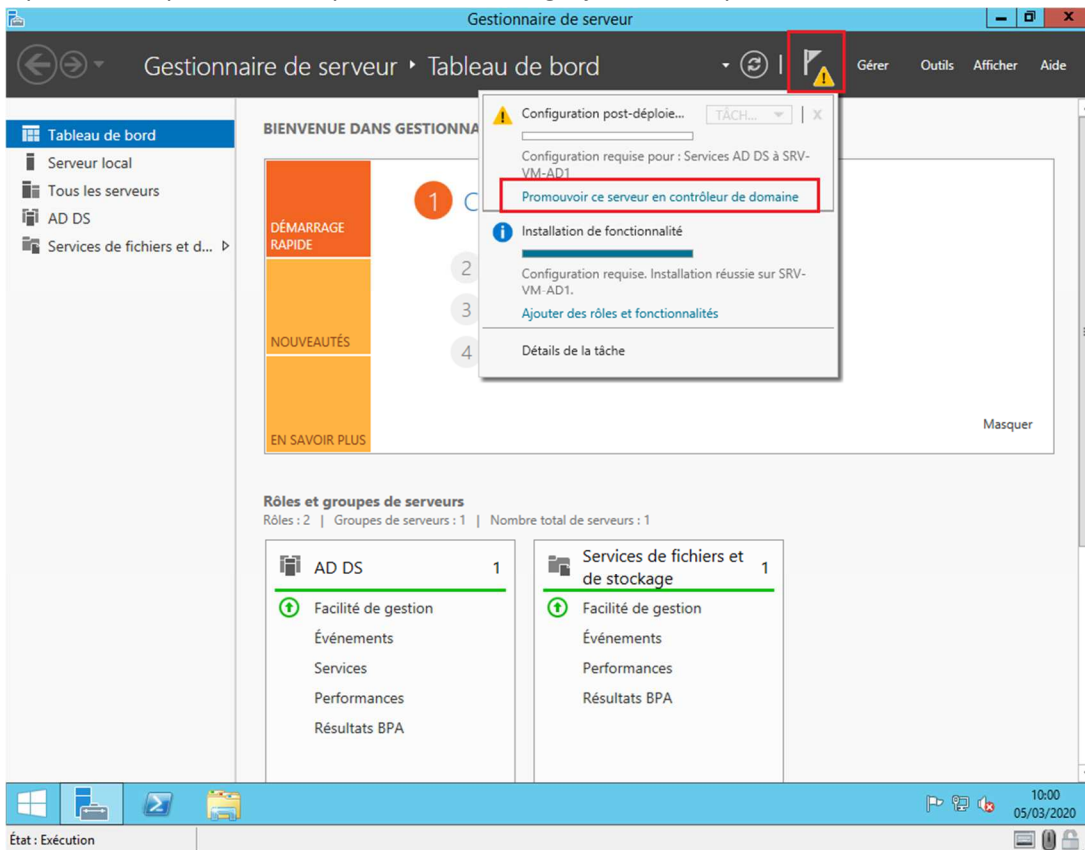 Gestionnaire de serveur
Gestionnaire de serveur • Tableau de bord
Gérer Outils Afficher Aide
Tableau de bord
Serveur local
Tous les serveurs
AD DS
Services de fichiers et d...
BIENVENUE DANS GESTIONNA
DÉMARRAGE
RAPIDE
NOUVEAUTÉS
EN SAVOIR PLUS
1 C
2
3
4
Configuration post-déploie... TÂCH... X
Configuration requise pour : Services AD DS à SRV-
VM-AD1
Promouvoir ce serveur en contrôleur de domaine
Installation de fonctionnalité
Configuration requise. Installation réussie sur SRV-
VM-AD1.
Ajouter des rôles et fonctionnalités
Détails de la tâche
Masquer
Rôles et groupes de serveurs
Rôles : 2 | Groupes de serveurs : 1 | Nombre total de serveurs : 1
AD DS 1
Facilité de gestion
Événements
Services
Performances
Résultats BPA
Services de fichiers et
de stockage 1
Facilité de gestion
Événements
Performances
Résultats BPA
10:00
05/03/2020
État : Exécution